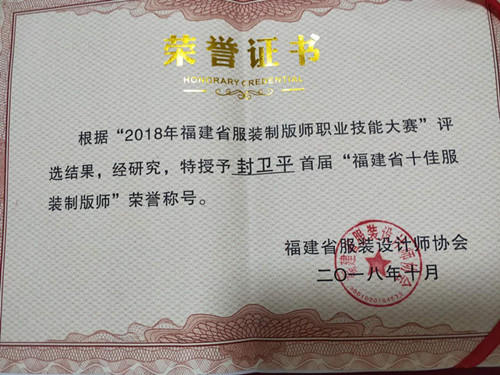 荣誉证书
HONORARY CREDENTIAL
根据“2018年福建省服装制版师职业技能大赛”评
选结果，经研究，特授予封卫平首届“福建省十佳服
装制版师”荣誉称号。
福建省服装设计师协会
二〇一八年十月